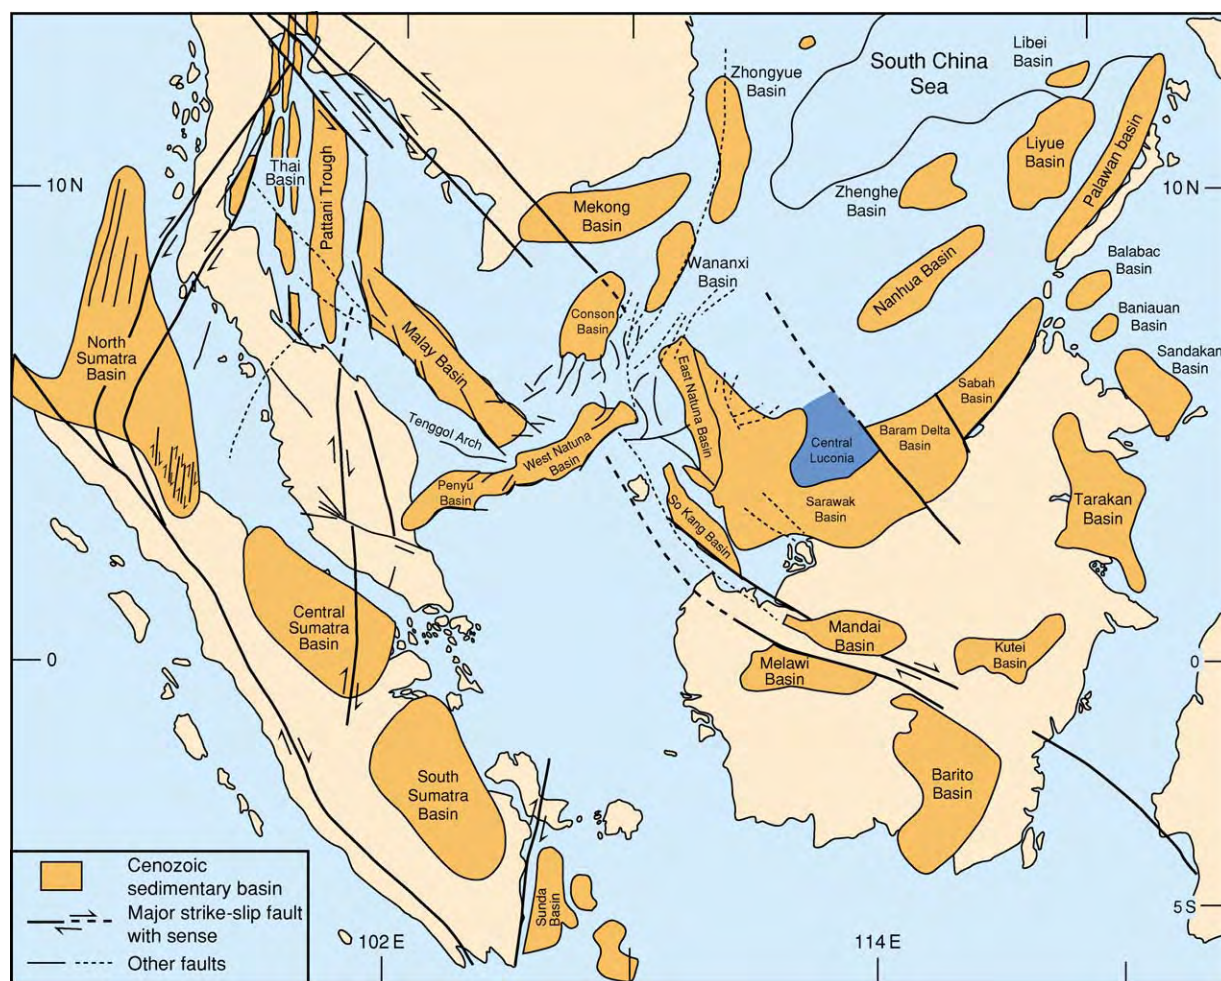 South China
Sea
Libei
Basin
Zhongyue
Basin
Liyue
Basin
Palawan basin
Thai
Basin
Pattani Trough
10 N
10 N
Mekong
Basin
Zhenghe
Basin
Wananxi
Basin
Nanhua Basin
Balabac
Basin
Baniauan
Basin
Conson
Basin
Sandakan
Basin
North
Sumatra
Basin
Malay Basin
East Natuna Basin
Sabah
Basin
Tenggol Arch
West Natuna
Basin
Central
Luconia
Baram Delta
Basin
Penyu
Basin
Sarawak
Basin
Tarakan
Basin
So Kang Basin
Central
Sumatra
Basin
Mandai
Basin
Kutei
Basin
0
0
Melawi
Basin
South
Sumatra
Basin
Barito
Basin
Sunda
Basin
5 S
102 E
114 E
Cenozoic
sedimentary basin
Major strike-slip fault
with sense
Other faults